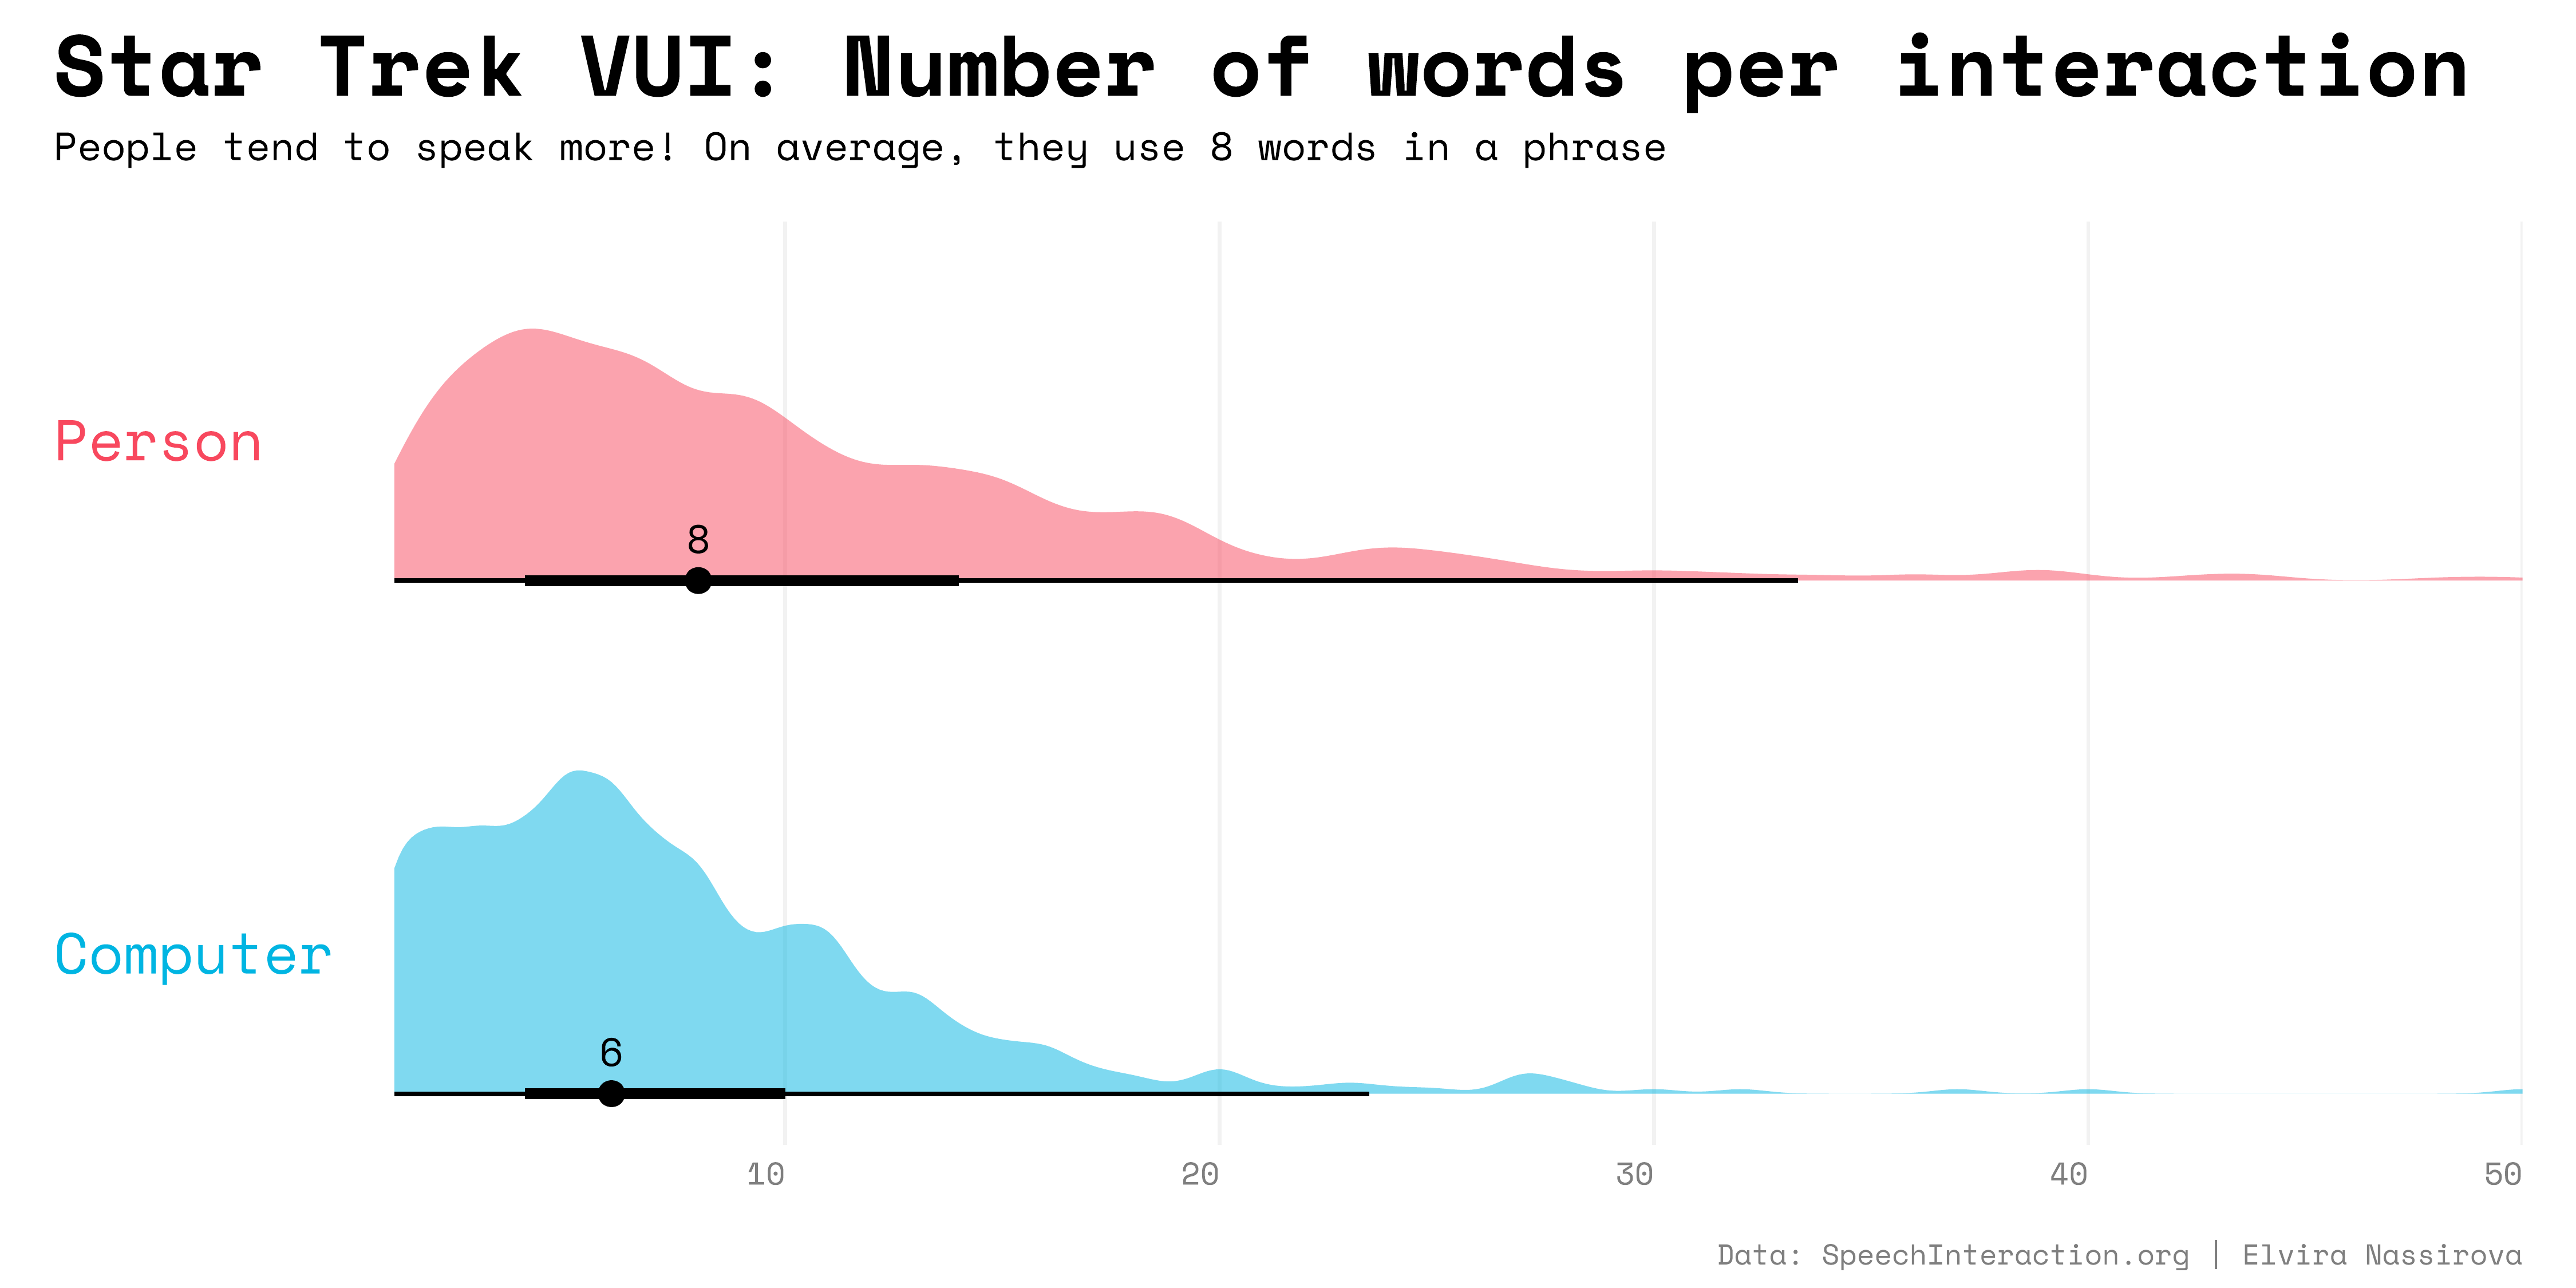 Star Trek VUI: Number of words per interaction
People tend to speak more! On average, they use 8 words in a phrase
Person
8
Computer
6
10 20 30 40 50
Data: SpeechInteraction.org | Elvira Nassirova